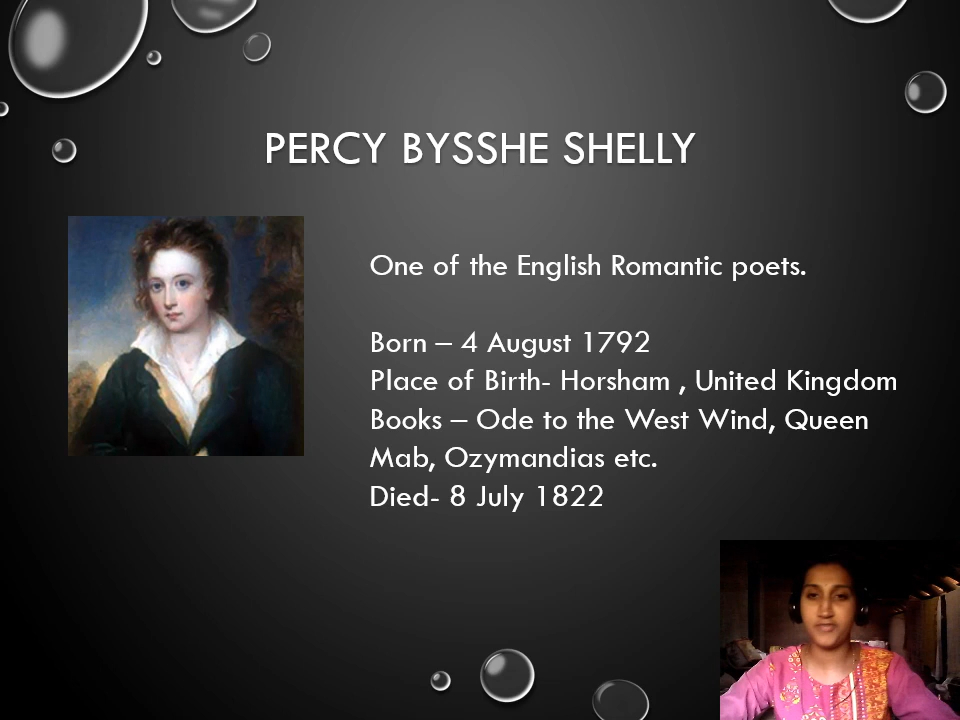 PERCY BYSSHE SHELLY
One of the English Romantic poets.
Born – 4 August 1792
Place of Birth- Horsham , United Kingdom
Books – Ode to the West Wind, Queen
Mab, Ozymandias etc.
Died- 8 July 1822